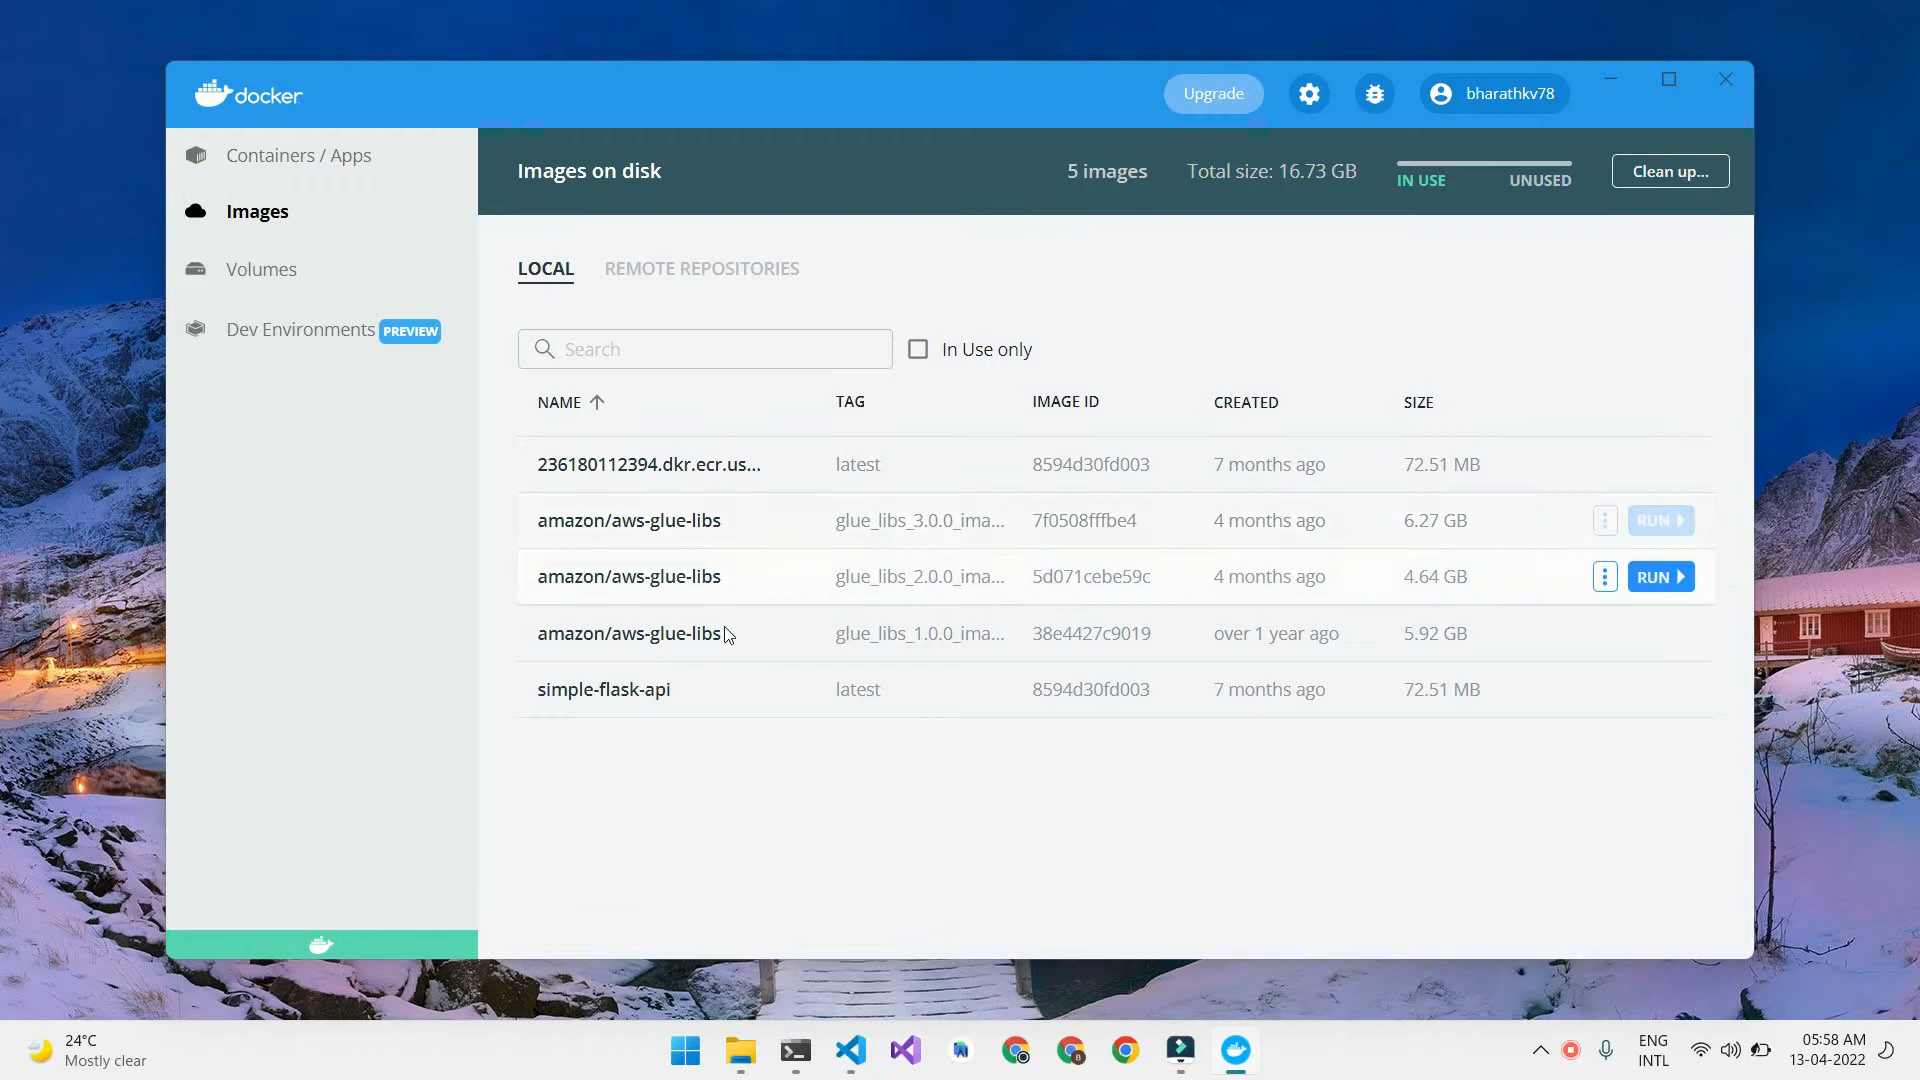 docker
Upgrade
bharathkv78
Containers / Apps
Images
Volumes
Dev Environments PREVIEW
Images on disk
5 images
Total size: 16.73 GB
IN USE
UNUSED
Clean up...
LOCAL
REMOTE REPOSITORIES
Search
In Use only
NAME TAG IMAGE ID CREATED SIZE
236180112394.dkr.ecr.us... latest 8594d30fd003 7 months ago 72.51 MB
amazon/aws-glue-libs glue_libs_3.0.0_ima... 7f0508fffbe4 4 months ago 6.27 GB RUN
amazon/aws-glue-libs glue_libs_2.0.0_ima... 5d071cebe59c 4 months ago 4.64 GB RUN
amazon/aws-glue-libs glue_libs_1.0.0_ima... 38e4427c9019 over 1 year ago 5.92 GB
simple-flask-api latest 8594d30fd003 7 months ago 72.51 MB
24°C
Mostly clear
B
ENG
INTL
05:58 AM
13-04-2022